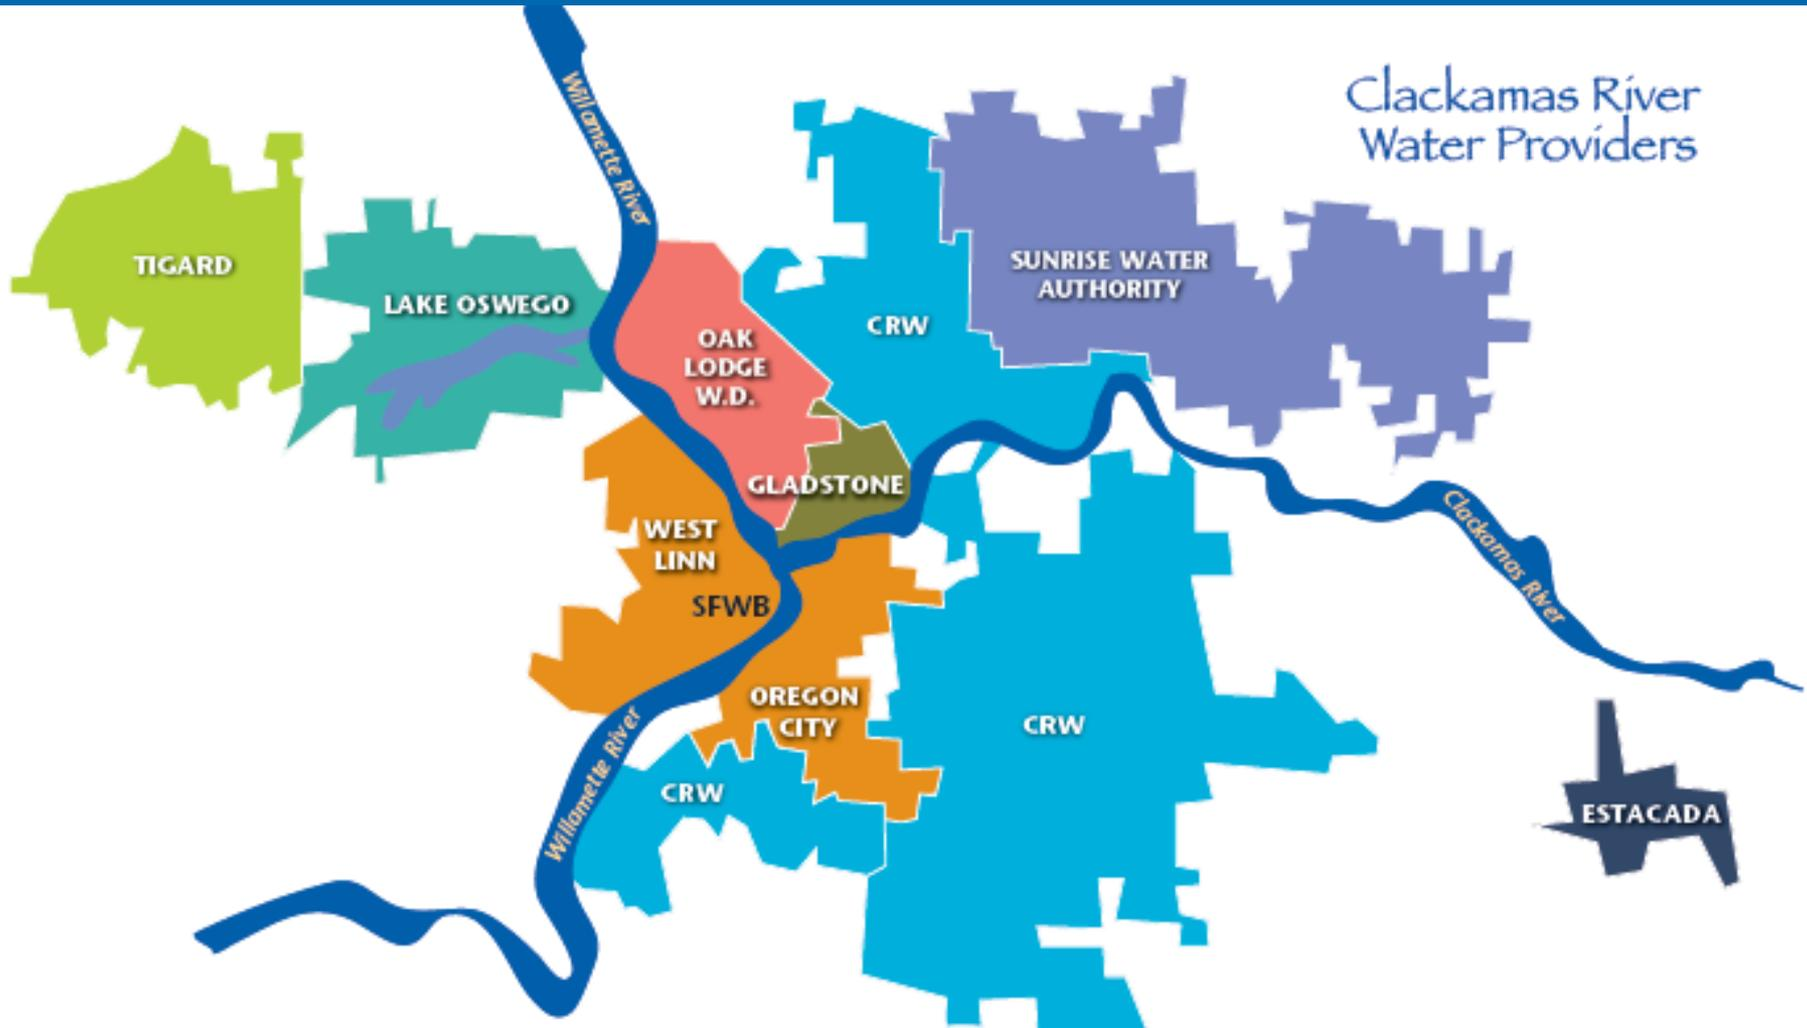 Clackamas River
Water Providers
Willamette River
TIGARD
LAKE OSWEGO
OAK
LODGE
W.D.
CRW
SUNRISE WATER
AUTHORITY
GLADSTONE
WEST
LINN
SFWB
Clackamas River
OREGON
CITY
CRW
CRW
Willamette River
ESTACADA